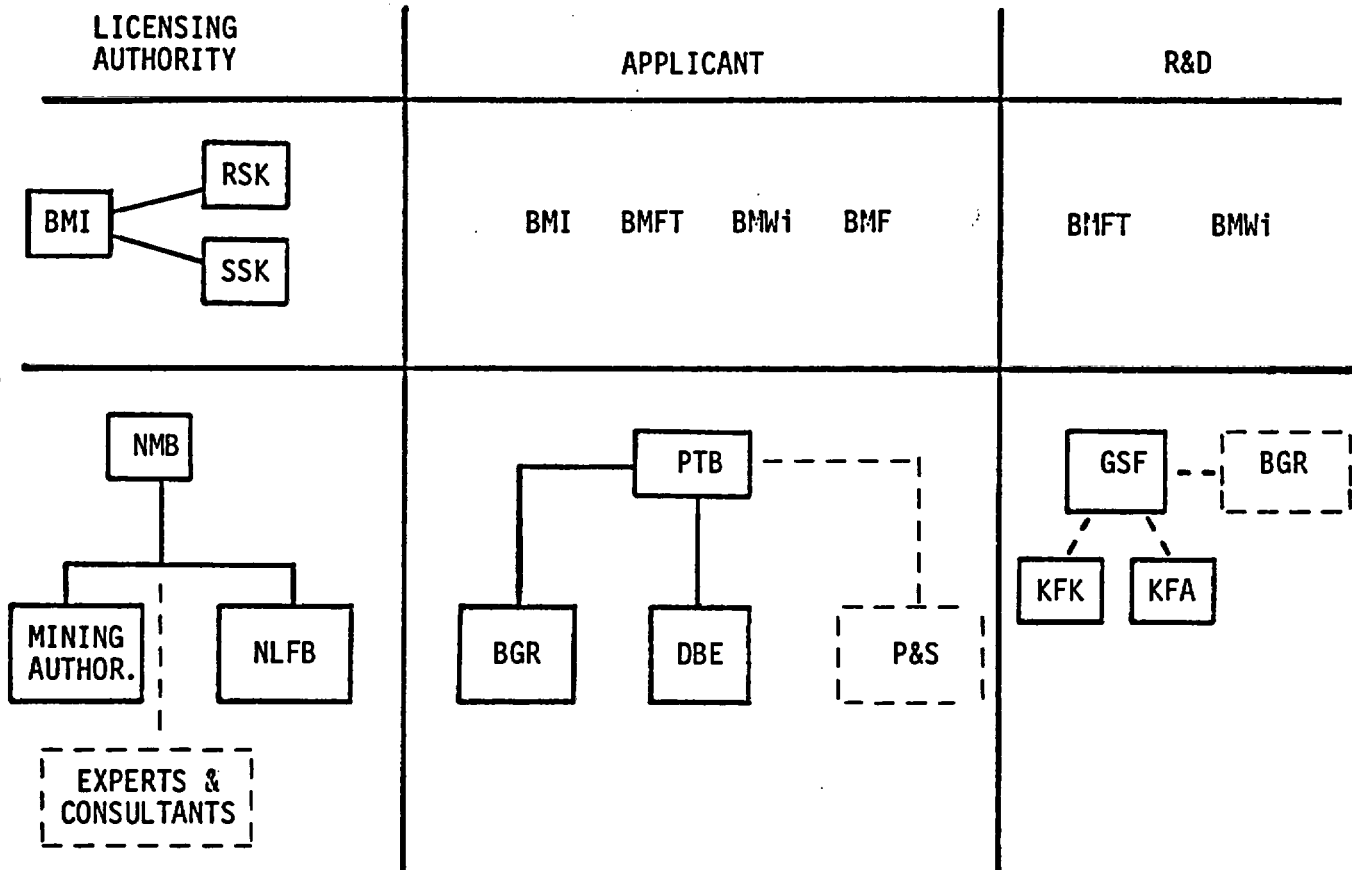 LICENSING
AUTHORITY
APPLICANT
R&D
RSK
BMI
SSK
BMI BMFT BMWi BMF
BMFT BMWi
NMB
MINING
AUTHOR.
NLFB
EXPERTS &
CONSULTANTS
PTB
BGR
DBE
P&S
GSF
BGR
KFK
KFA